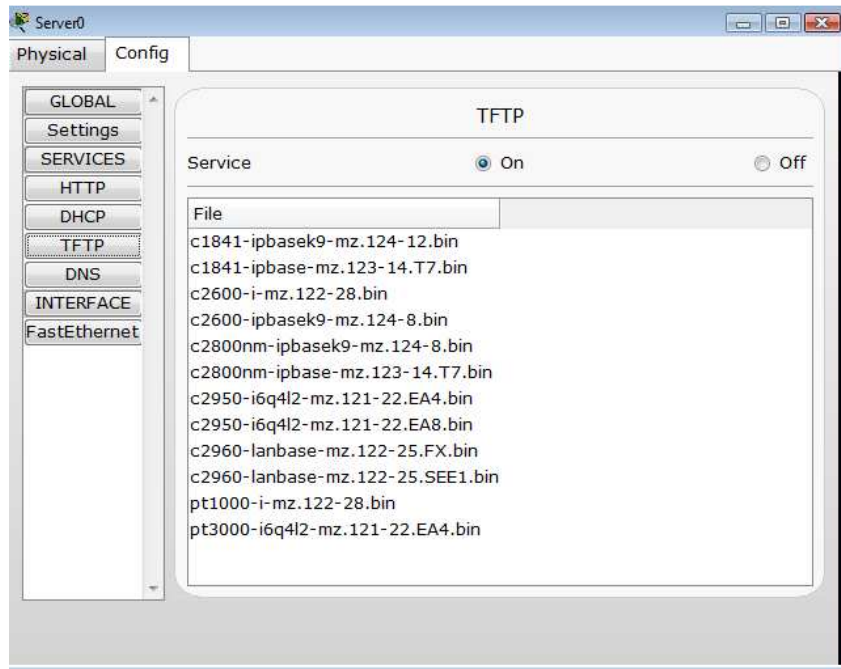 Server0
Physical Config
GLOBAL
Settings
SERVICES
HTTP
DHCP
TFTP
DNS
INTERFACE
FastEthernet
TFTP
Service On Off
File
c1841-ipbasek9-mz.124-12.bin
c1841-ipbase-mz.123-14.T7.bin
c2600-i-mz.122-28.bin
c2600-ipbasek9-mz.124-8.bin
c2800nm-ipbasek9-mz.124-8.bin
c2800nm-ipbase-mz.123-14.T7.bin
c2950-i6q4l2-mz.121-22.EA4.bin
c2950-i6q4l2-mz.121-22.EA8.bin
c2960-lanbase-mz.122-25.FX.bin
c2960-lanbase-mz.122-25.SEE1.bin
pt1000-i-mz.122-28.bin
pt3000-i6q4l2-mz.121-22.EA4.bin